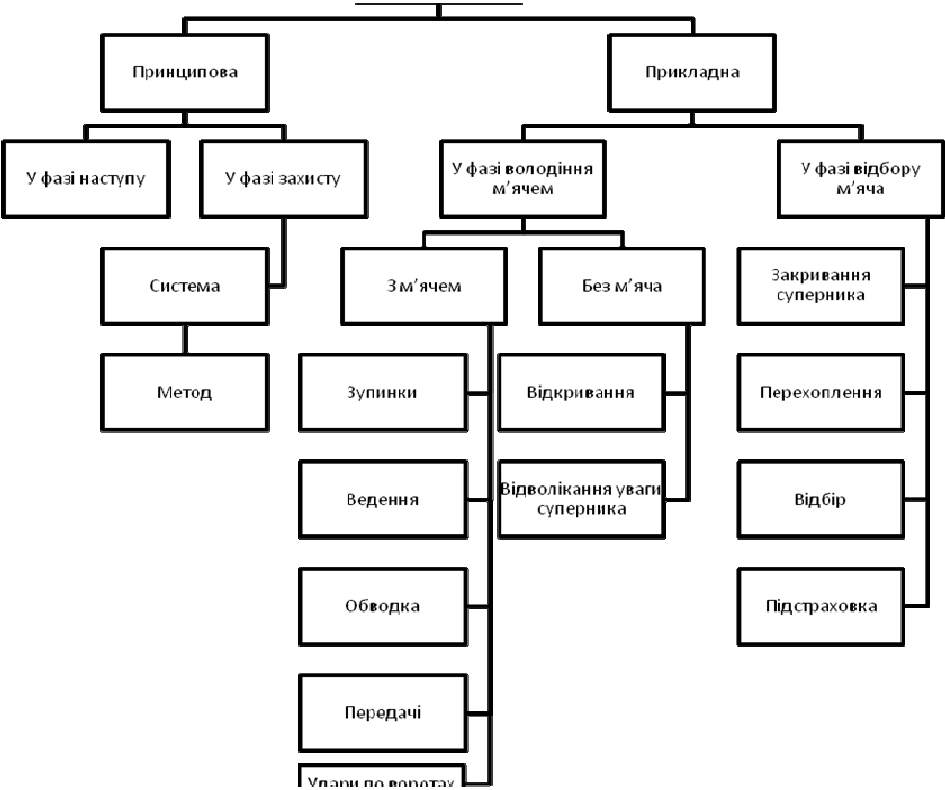 Принципова
Прикладна
У фазі наступу
У фазі захисту
У фазі володіння
м’ячем
У фазі відбору
м’яча
Система
З м’ячем
Без м’яча
Закривання
суперника
Метод
Зупинки
Відкривання
Перехоплення
Ведення
Відволікання уваги
суперника
Відбір
Обводка
Підстраховка
Передачі
Удари по воротах